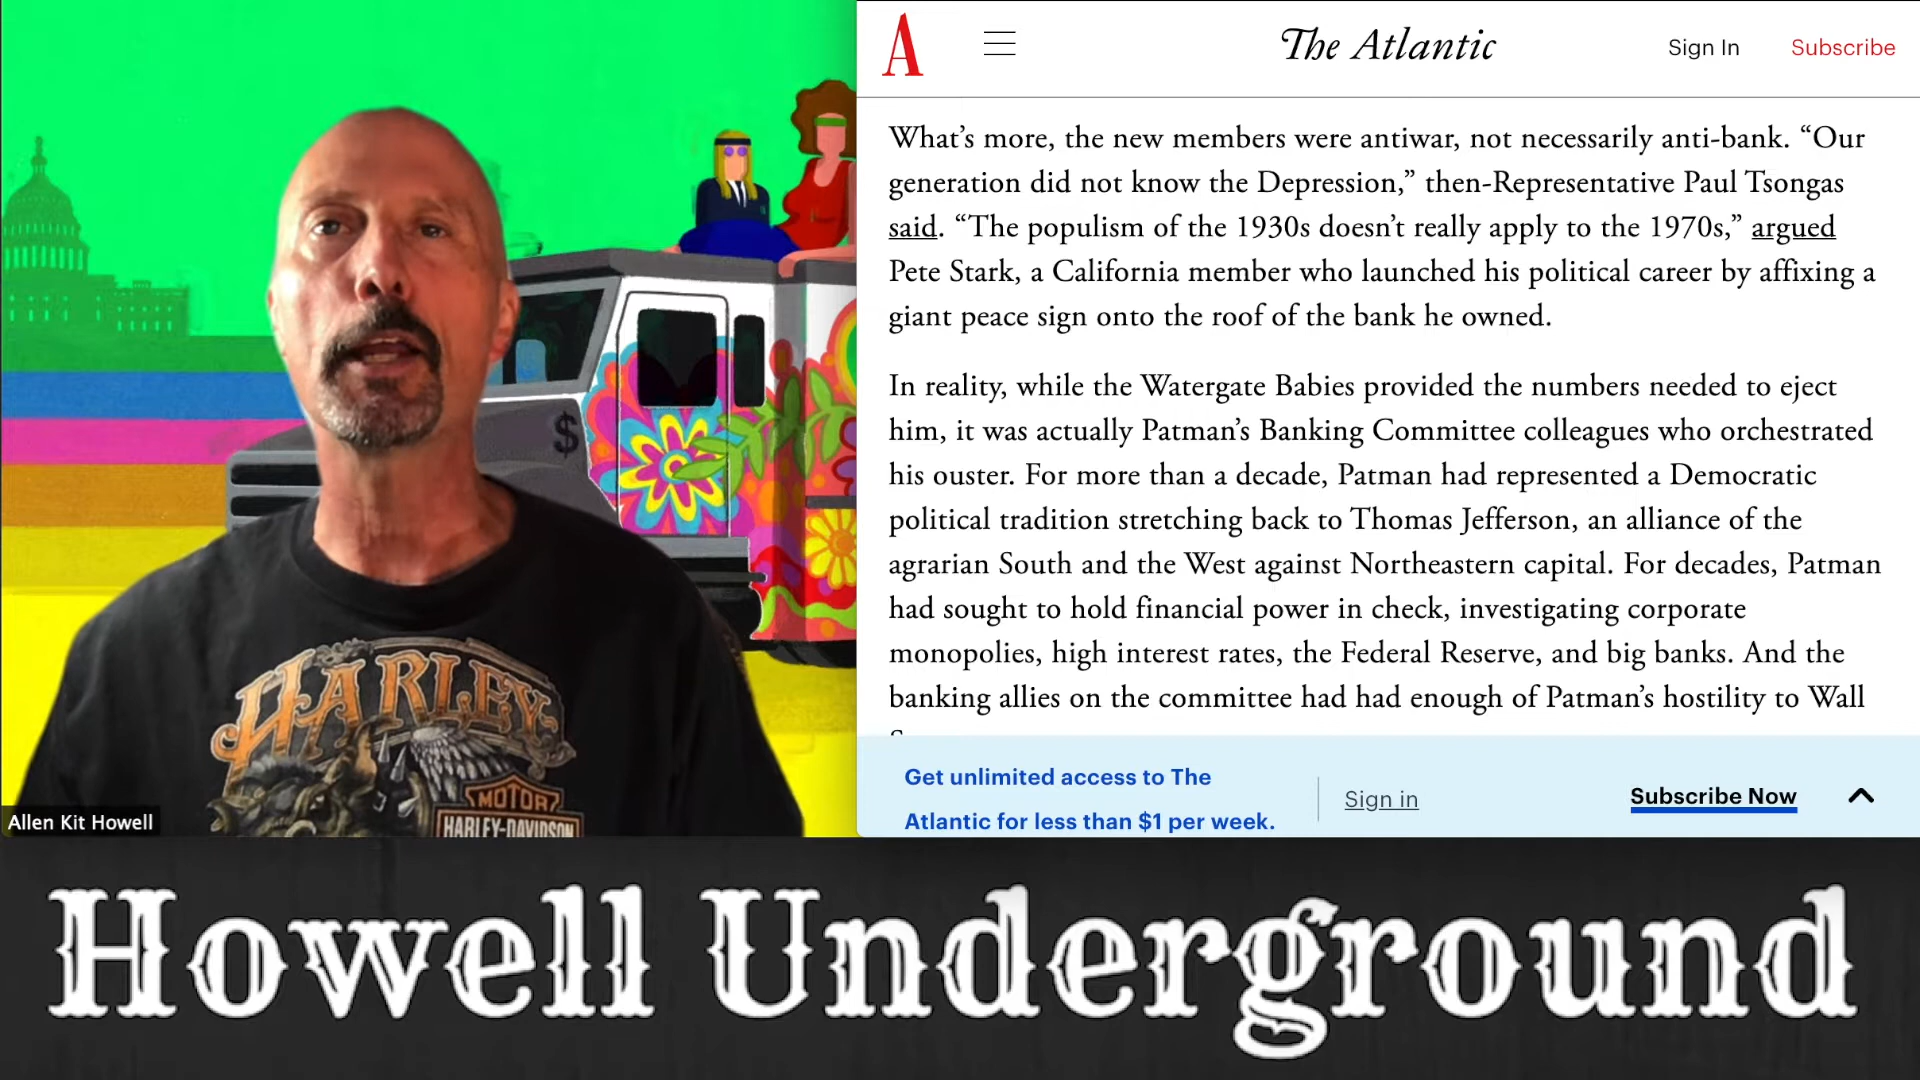 A
The Atlantic
Sign In
Subscribe
What’s more, the new members were antiwar, not necessarily anti-bank. “Our
generation did not know the Depression,” then-Representative Paul Tsongas
said. “The populism of the 1930s doesn’t really apply to the 1970s,” argued
Pete Stark, a California member who launched his political career by affixing a
giant peace sign onto the roof of the bank he owned.
In reality, while the Watergate Babies provided the numbers needed to eject
him, it was actually Patman’s Banking Committee colleagues who orchestrated
his ouster. For more than a decade, Patman had represented a Democratic
political tradition stretching back to Thomas Jefferson, an alliance of the
agrarian South and the West against Northeastern capital. For decades, Patman
had sought to hold financial power in check, investigating corporate
monopolies, high interest rates, the Federal Reserve, and big banks. And the
banking allies on the committee had had enough of Patman’s hostility to Wall
Get unlimited access to The
Atlantic for less than $1 per week.
Sign in
Subscribe Now
$
HARLEY
MOTOR
HARLEY-DAVIDSON
Allen Kit Howell
Howell Underground